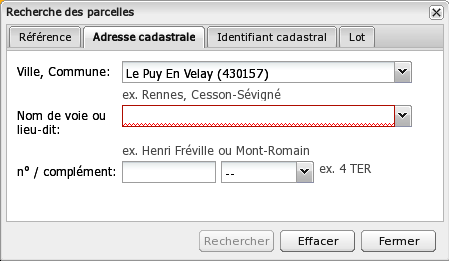 Recherche des parcelles
Référence Adresse cadastrale Identifiant cadastral Lot
Ville, Commune: Le Puy En Velay (430157)
ex. Rennes, Cesson-Sévigné
Nom de voie ou
lieu-dit:
ex. Henri Fréville ou Mont-Romain
n° / complément: -- ex. 4 TER
Rechercher Effacer Fermer